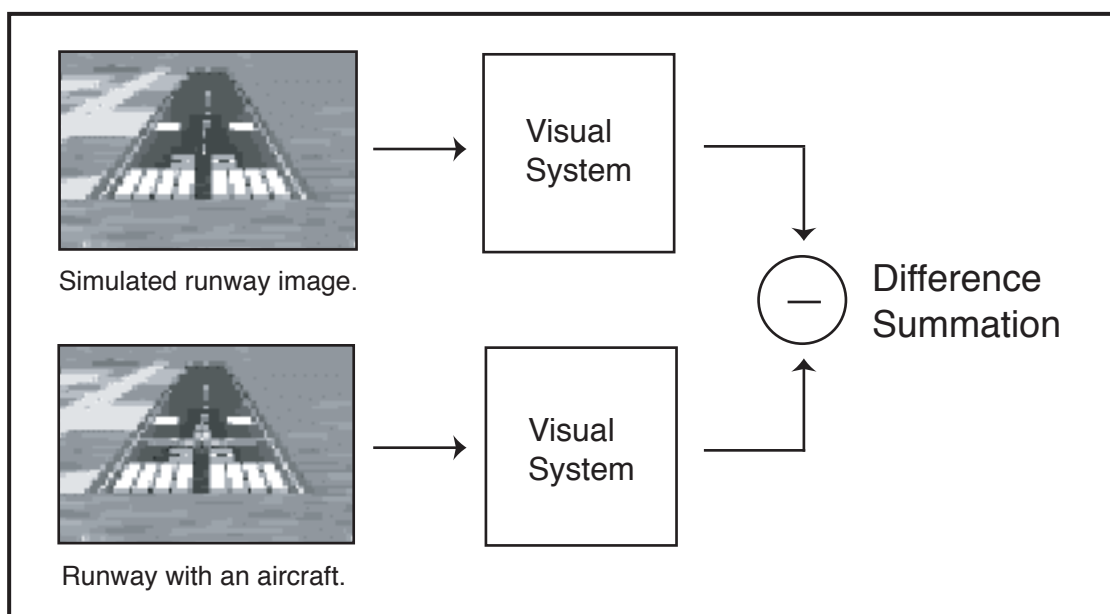 Visual
System
Simulated runway image.
Difference
Summation
Visual
System
Runway with an aircraft.